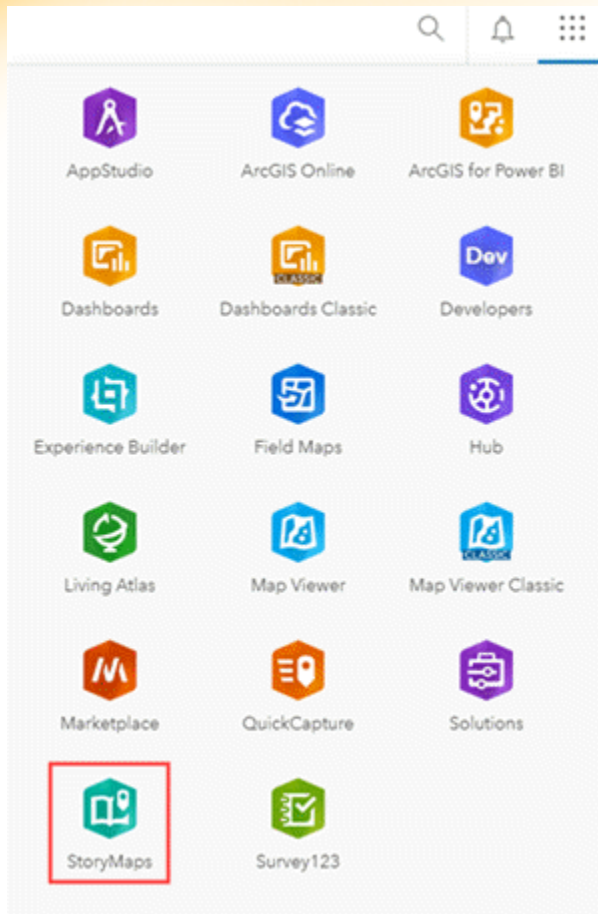 AppStudio ArcGIS Online ArcGIS for Power BI
CLASSIC Dev
Dashboards Dashboards Classic Developers
Experience Builder Field Maps Hub
CLASSIC
Living Atlas Map Viewer Map Viewer Classic
Marketplace QuickCapture Solutions
StoryMaps Survey123